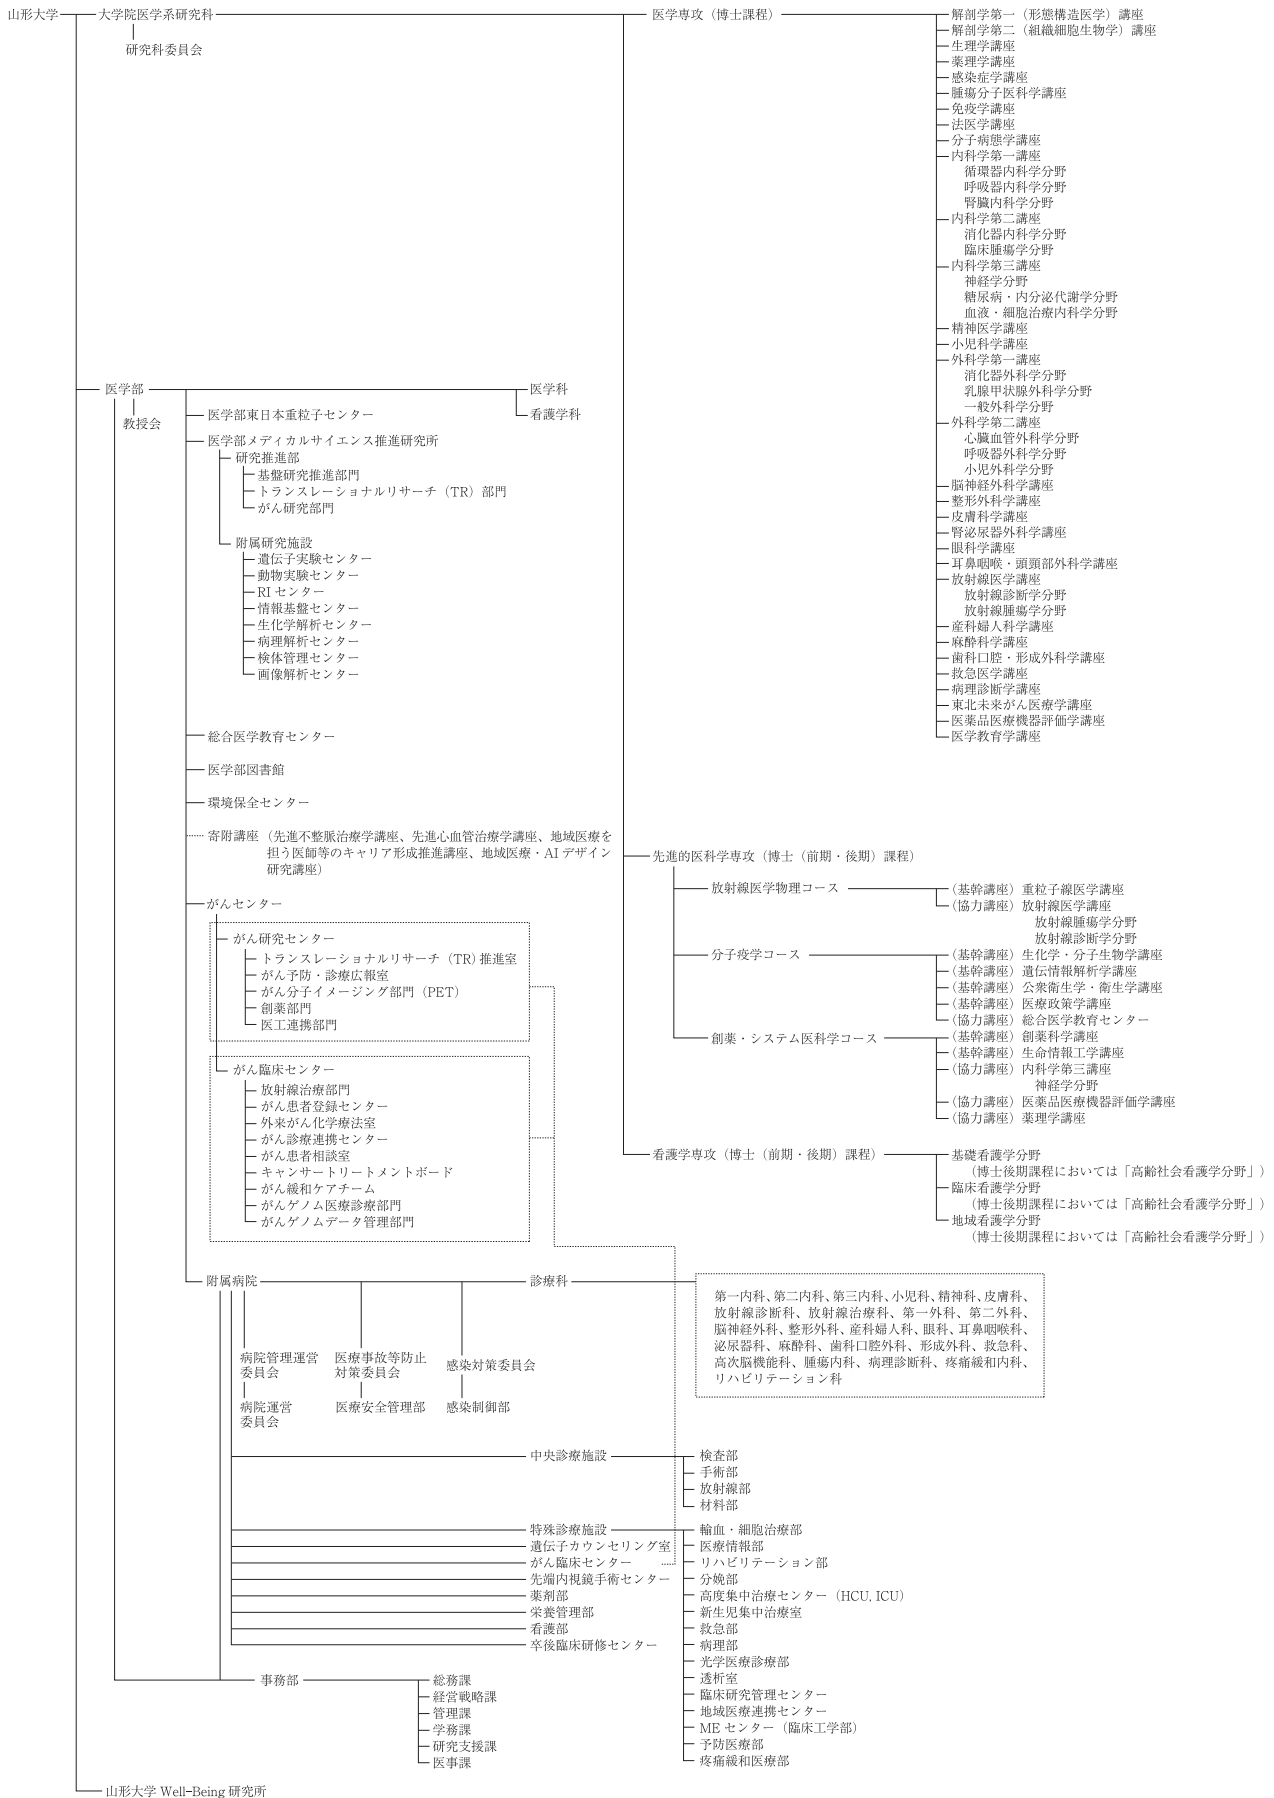 山形大学
大学院医学系研究科
研究科委員会
医学専攻（博士課程）
解剖学第一（形態構造医学）講座
解剖学第二（組織細胞生物学）講座
生理学講座
薬理学講座
感染症学講座
腫瘍分子医科学講座
免疫学講座
法医学講座
分子病態学講座
内科学第一講座
循環器内科学分野
呼吸器内科学分野
腎臓内科学分野
内科学第二講座
消化器内科学分野
臨床腫瘍学分野
内科学第三講座
神経学分野
糖尿病・内分泌代謝学分野
血液・細胞治療内科学分野
精神医学講座
小児科学講座
外科学第一講座
消化器外科学分野
乳腺甲状腺外科学分野
一般外科学分野
外科学第二講座
心臓血管外科学分野
呼吸器外科学分野
小児外科学分野
脳神経外科学講座
整形外科学講座
皮膚科学講座
腎泌尿器外科学講座
眼科学講座
耳鼻咽喉・頭頸部外科学講座
放射線医学講座
放射線診断学分野
放射線腫瘍学分野
産科婦人科学講座
麻酔科学講座
歯科口腔・形成外科学講座
救急医学講座
病理診断学講座
東北未来がん医療学講座
医薬品医療機器評価学講座
医学教育学講座
医学部
教授会
医学科
看護学科
医学部東日本重粒子センター
医学部メディカルサイエンス推進研究所
研究推進部
基盤研究推進部門
トランスレーショナルリサーチ（TR）部門
がん研究部門
附属研究施設
遺伝子実験センター
動物実験センター
RI センター
情報基盤センター
生化学解析センター
病理解析センター
検体管理センター
画像解析センター
総合医学教育センター
医学部図書館
環境保全センター
寄附講座（先進不整脈治療学講座、先進心血管治療学講座、地域医療を
担う医師等のキャリア形成推進講座、地域医療・AI デザイン
研究講座）
がんセンター
がん研究センター
トランスレーショナルリサーチ（TR）推進室
がん予防・診療広報室
がん分子イメージング部門（PET）
創薬部門
医工連携部門
がん臨床センター
放射線治療部門
がん患者登録センター
外来がん化学療法室
がん診療連携センター
がん患者相談室
キャンサートリートメントボード
がん緩和ケアチーム
がんゲノム医療診療部門
がんゲノムデータ管理部門
先進的医科学専攻（博士（前期・後期）課程）
放射線医学物理コース
（基幹講座）重粒子線医学講座
（協力講座）放射線医学講座
放射線腫瘍学分野
放射線診断学分野
分子疫学コース
（基幹講座）生化学・分子生物学講座
（基幹講座）遺伝情報解析学講座
（基幹講座）公衆衛生学・衛生学講座
（基幹講座）医療政策学講座
（協力講座）総合医学教育センター
創薬・システム医科学コース
（基幹講座）創薬科学講座
（基幹講座）生命情報工学講座
（協力講座）内科学第三講座
神経学分野
（協力講座）医薬品医療機器評価学講座
（協力講座）薬理学講座
看護学専攻（博士（前期・後期）課程）
基礎看護学分野
（博士後期課程においては「高齢社会看護学分野」）
臨床看護学分野
（博士後期課程においては「高齢社会看護学分野」）
地域看護学分野
（博士後期課程においては「高齢社会看護学分野」）
附属病院
病院管理運営
委員会
病院運営
委員会
医療事故等防止
対策委員会
医療安全管理部
感染対策委員会
感染制御部
診療科
第一内科、第二内科、第三内科、小児科、精神科、皮膚科、
放射線診断科、放射線治療科、第一外科、第二外科、
脳神経外科、整形外科、産科婦人科、眼科、耳鼻咽喉科、
泌尿器科、麻酔科、歯科口腔外科、形成外科、救急科、
高次脳機能科、腫瘍内科、病理診断科、疼痛緩和内科、
リハビリテーション科
中央診療施設
検査部
手術部
放射線部
材料部
特殊診療施設
遺伝子カウンセリング室
がん臨床センター
先端内視鏡手術センター
薬剤部
栄養管理部
看護部
卒後臨床研修センター
輸血・細胞治療部
医療情報部
リハビリテーション部
分娩部
高度集中治療センター（HCU, ICU）
新生児集中治療室
救急部
病理部
光学医療診療部
透析室
臨床研究管理センター
地域医療連携センター
ME センター（臨床工学部）
予防医療部
疼痛緩和医療部
事務部
総務課
経営戦略課
管理課
学務課
研究支援課
医事課
山形大学 Well-Being 研究所